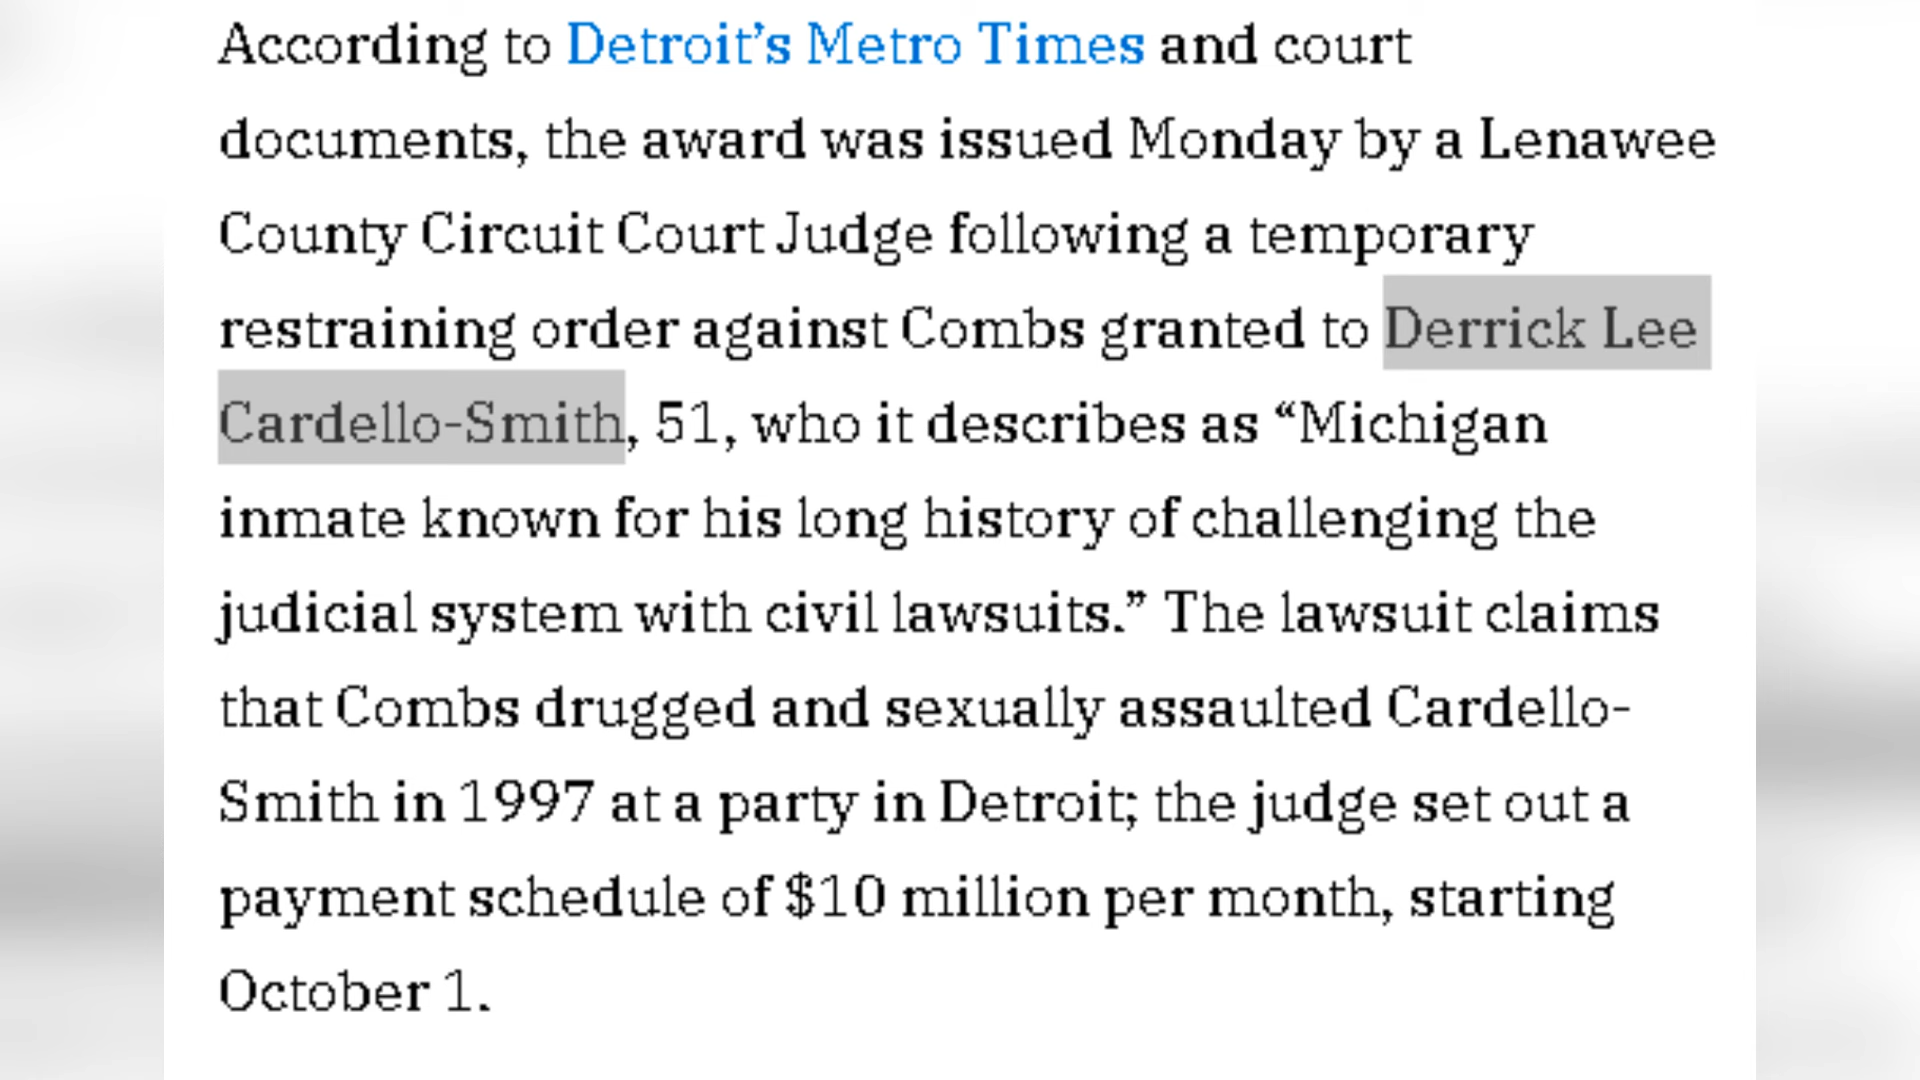 According to Detroit’s Metro Times and court
documents, the award was issued Monday by a Lenawee
County Circuit Court Judge following a temporary
restraining order against Combs granted to Derrick Lee
Cardello-Smith, 51, who it describes as “Michigan
inmate known for his long history of challenging the
judicial system with civil lawsuits.” The lawsuit claims
that Combs drugged and sexually assaulted Cardello-
Smith in 1997 at a party in Detroit; the judge set out a
payment schedule of $10 million per month, starting
October 1.